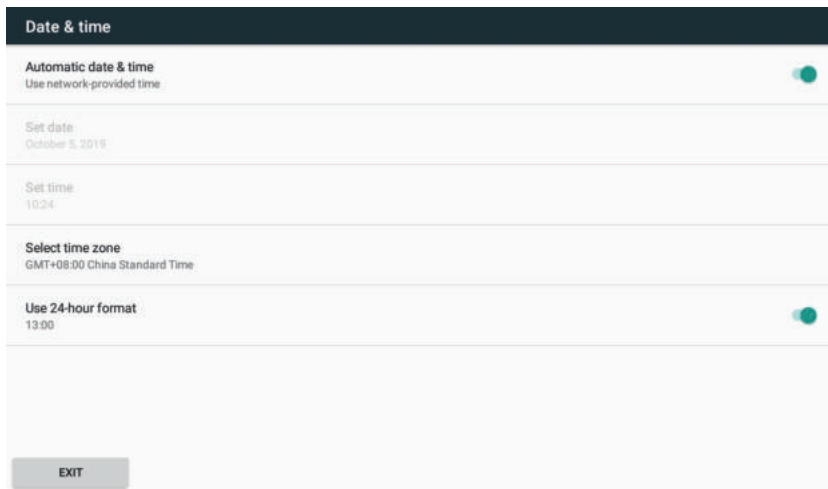 Date & time
Automatic date & time
Use network-provided time
Set date
October 5, 2019
Set time
10:24
Select time zone
GMT+08:00 China Standard Time
Use 24-hour format
13:00
EXIT